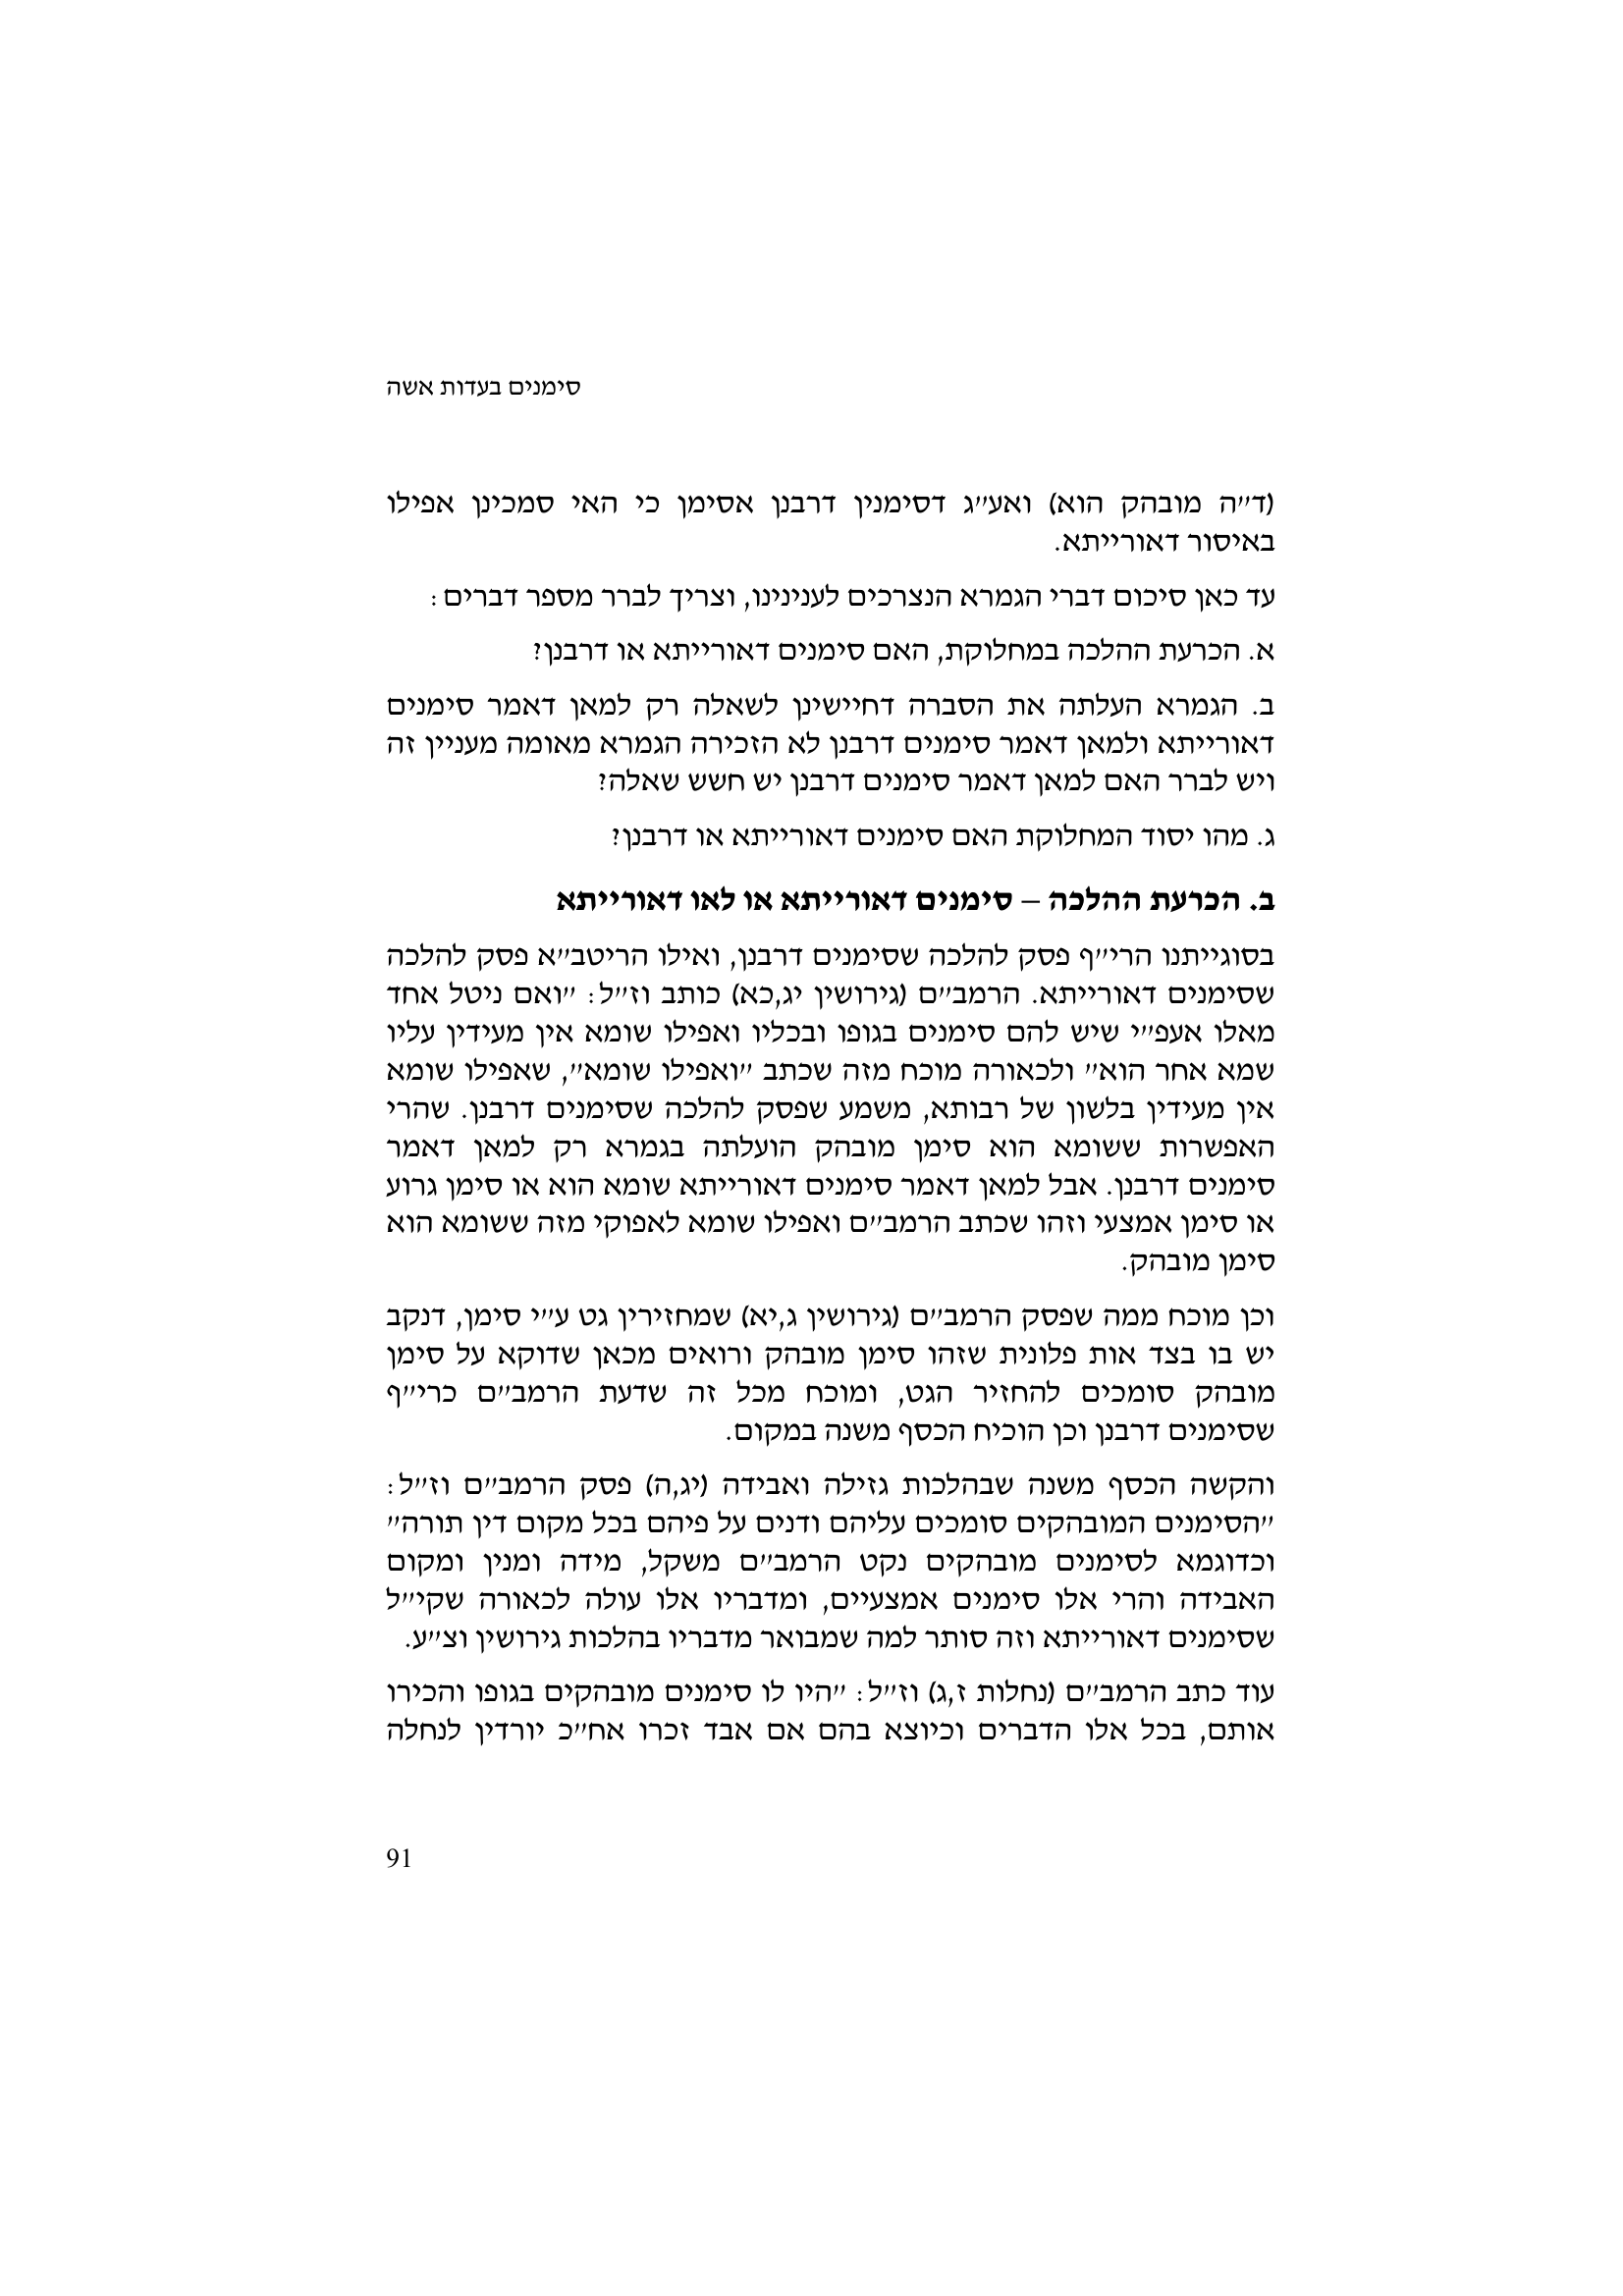 סימנים בעדות אשה
(ד״ה מובהק הוא) ואע״ג דסימנין דרבנן אסימן כי האי סמכינן אפילו
באיסור דאורייתא.
עד כאן סיכום דברי הגמרא הנצרכים לענינינו, וצריך לברר מספר דברים:
א. הכרעת ההלכה במחלוקת, האם סימנים דאורייתא או דרבנן?
ב. הגמרא העלתה את הסברה דחיישינן לשאלה רק למאן דאמר סימנים
דאורייתא ולמאן דאמר סימנים דרבנן לא הזכירה הגמרא מאומה מעניין זה
ויש לברר האם למאן דאמר סימנים דרבנן יש חשש שאלה?
ג. מהו יסוד המחלוקת האם סימנים דאורייתא או דרבנן?
ב. הכרעת ההלכה – סימנים דאורייתא או לאו דאורייתא
בסוגייתנו הרי״ף פסק להלכה שסימנים דרבנן, ואילו הריטב״א פסק להלכה
שסימנים דאורייתא. הרמב״ם (גירושין יג,כא) כותב וז״ל: ״ואם ניטל אחד
מאלו אעפ״י שיש להם סימנים בגופו ובכליו ואפילו שומא אין מעידין עליו
שמא אחר הוא״ ולכאורה מוכח מזה שכתב ״ואפילו שומא״, שאפילו שומא
אין מעידין בלשון של רבותא, משמע שפסק להלכה שסימנים דרבנן. שהרי
האפשרות ששומא הוא סימן מובהק הועלתה בגמרא רק למאן דאמר
סימנים דרבנן. אבל למאן דאמר סימנים דאורייתא שומא הוא או סימן גרוע
או סימן אמצעי וזהו שכתב הרמב״ם ואפילו שומא לאפוקי מזה ששומא הוא
סימן מובהק.
וכן מוכח ממה שפסק הרמב״ם (גירושין ג,יא) שמחזירין גט ע״י סימן, דנקב
יש בו בצד אות פלונית שזהו סימן מובהק ורואים מכאן שדוקא על סימן
מובהק סומכים להחזיר הגט, ומוכח מכל זה שדעת הרמב״ם כרי״ף
שסימנים דרבנן וכן הוכיח הכסף משנה במקום.
והקשה הכסף משנה שבהלכות גזילה ואבידה (יג,ה) פסק הרמב״ם וז״ל:
״הסימנים המובהקים סומכים עליהם ודנים על פיהם בכל מקום דין תורה״
וכדוגמא לסימנים מובהקים נקט הרמב״ם משקל, מידה ומנין ומקום
האבידה והרי אלו סימנים אמצעיים, ומדבריו אלו עולה לכאורה שקי״ל
שסימנים דאורייתא וזה סותר למה שמבואר מדבריו בהלכות גירושין וצ״ע.
עוד כתב הרמב״ם (נחלות ז,ג) וז״ל: ״היו לו סימנים מובהקים בגופו והכירו
אותם, בכל אלו הדברים וכיוצא בהם אם אבד זכרו אח״כ יורדין לנחלה
91